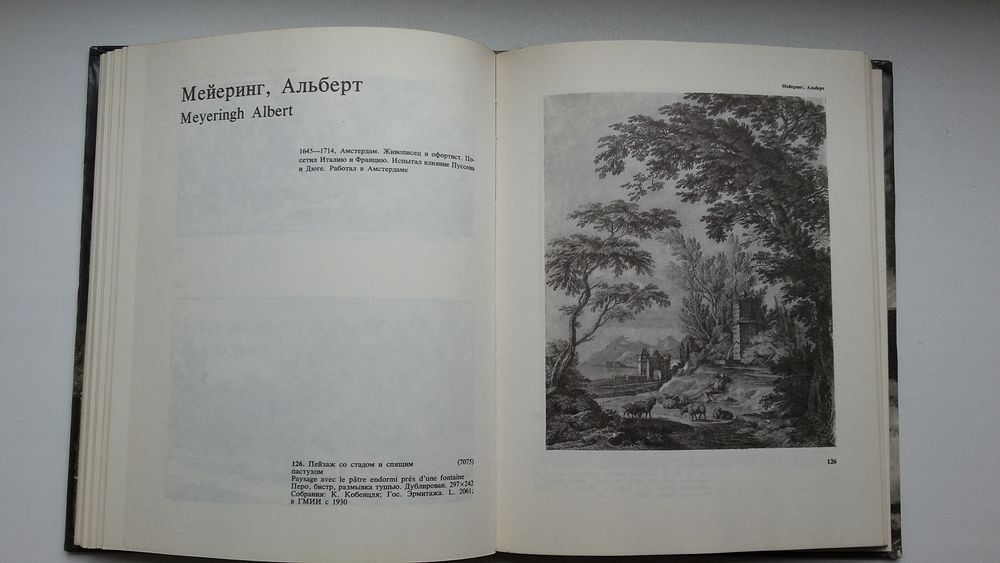 Мейеринг, Альберт
Meyeringh Albert
1645—1714, Амстердам. Живописец и офортист. По-
сетил Италию и Францию. Испытал влияние Пуссена
и Дюге. Работал в Амстердаме
126. Пейзаж со стадом и спящим (7075)
пастухом
Paysage avec le pâtre endormi prés d'une fontaine
Перо, бистр, размывка тушью. Дублирован. 297×242
Собрания: К. Кобенцля; Гос. Эрмитажа. L. 2061;
в ГМИИ с 1930
Мейеринг, Альберт
126